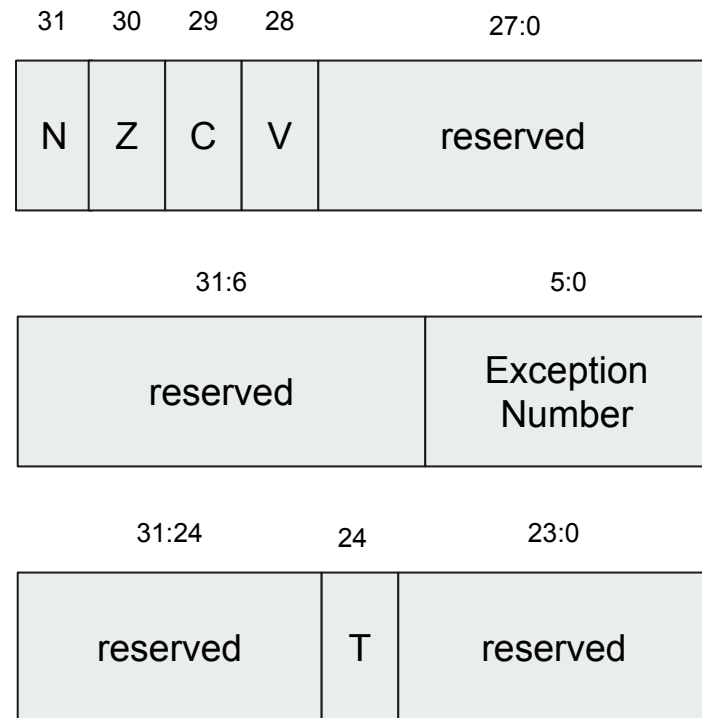 31 30 29 28 27:0
N Z C V reserved
31:6 5:0
reserved Exception
Number
31:24 24 23:0
reserved T reserved